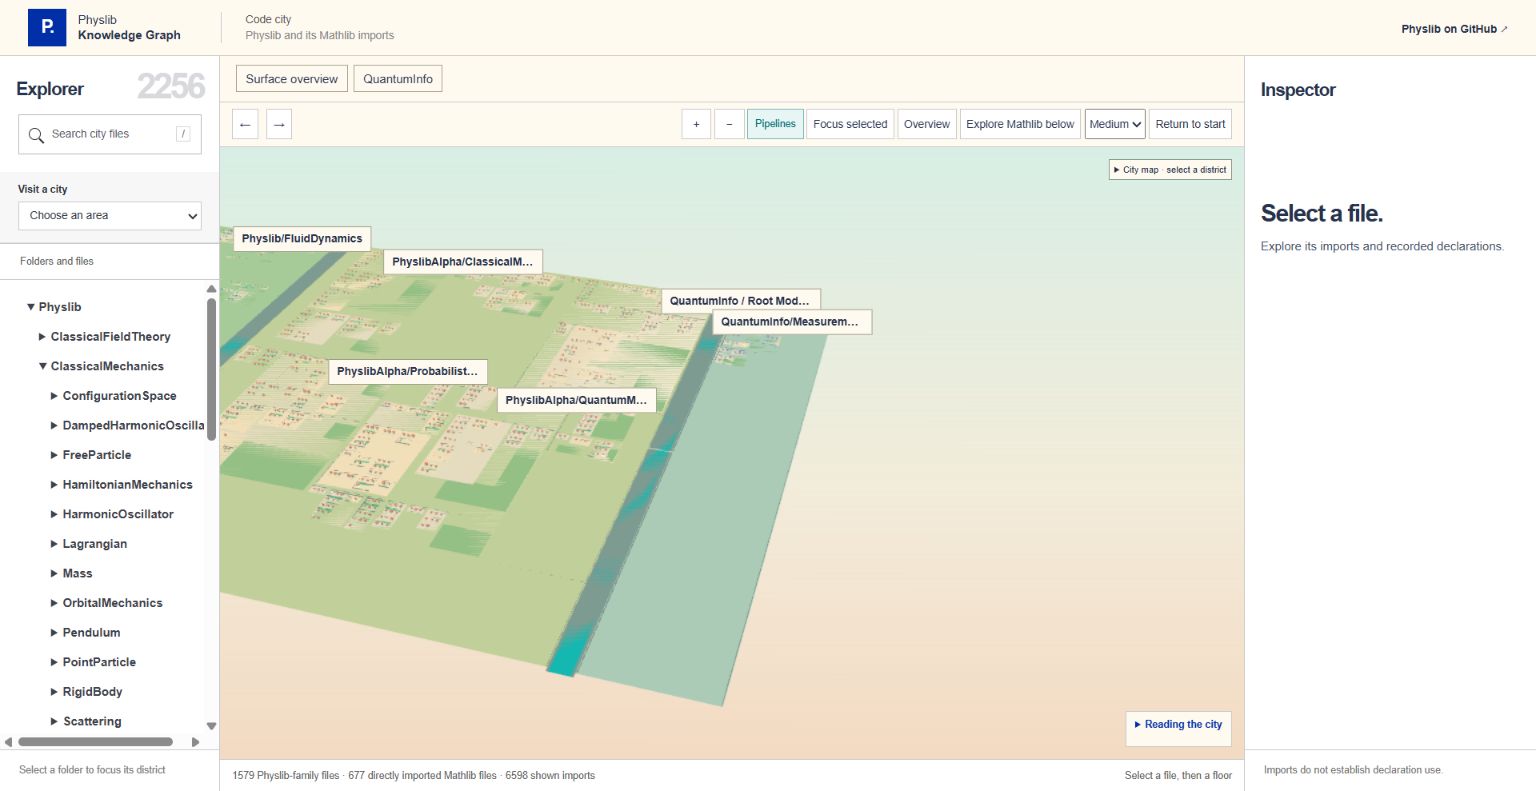 P.
Physlib
Knowledge Graph
Code city
Physlib and its Mathlib imports
Physlib on GitHub ↗
Explorer
2256
Search city files
/
Visit a city
Choose an area
Folders and files
▼ Physlib
▶ ClassicalFieldTheory
▼ ClassicalMechanics
▶ ConfigurationSpace
▶ DampedHarmonicOscilla
▶ FreeParticle
▶ HamiltonianMechanics
▶ HarmonicOscillator
▶ Lagrangian
▶ Mass
▶ OrbitalMechanics
▶ Pendulum
▶ PointParticle
▶ RigidBody
▶ Scattering
Select a folder to focus its district
Surface overview
QuantumInfo
← →
+ − Pipelines Focus selected Overview Explore Mathlib below Medium Return to start
▶ City map · select a district
Physlib/FluidDynamics
PhyslibAlpha/ClassicalM...
QuantumInfo / Root Mod...
QuantumInfo/Measurem...
PhyslibAlpha/Probabilist...
PhyslibAlpha/QuantumM...
▶ Reading the city
1579 Physlib-family files · 677 directly imported Mathlib files · 6598 shown imports
Select a file, then a floor
Inspector
Select a file.
Explore its imports and recorded declarations.
Imports do not establish declaration use.